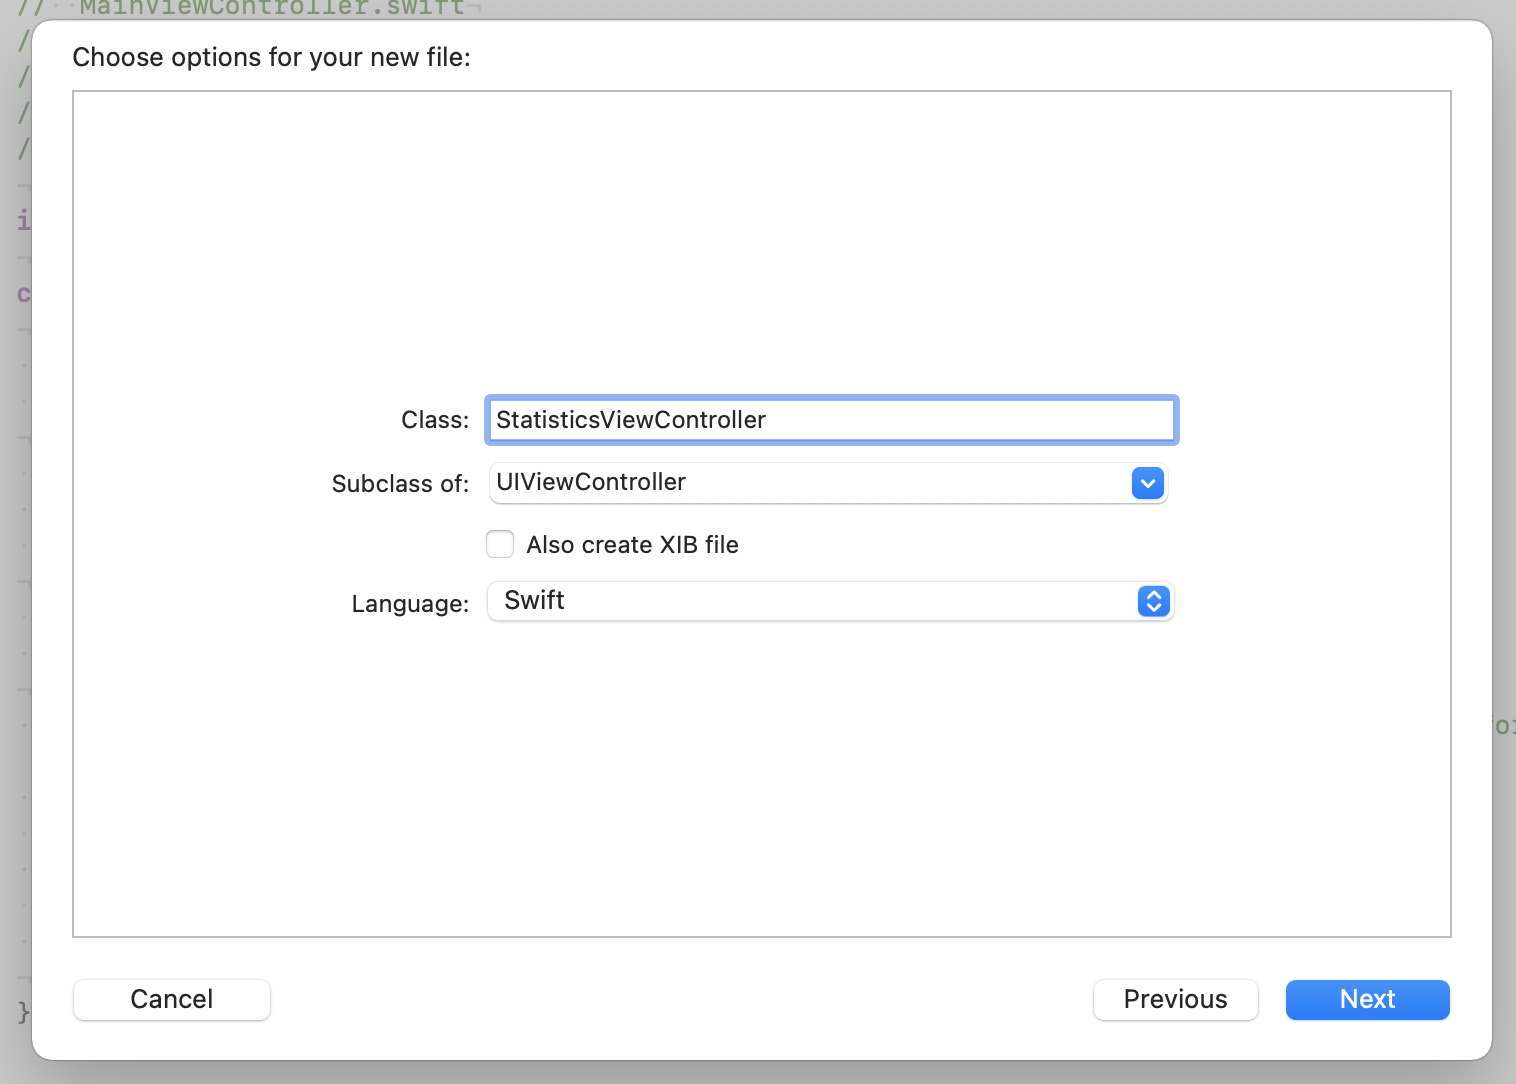 // MainViewController.swift
Choose options for your new file:
Class: StatisticsViewController
Subclass of: UIViewController
Also create XIB file
Language: Swift
Cancel Previous Next
}